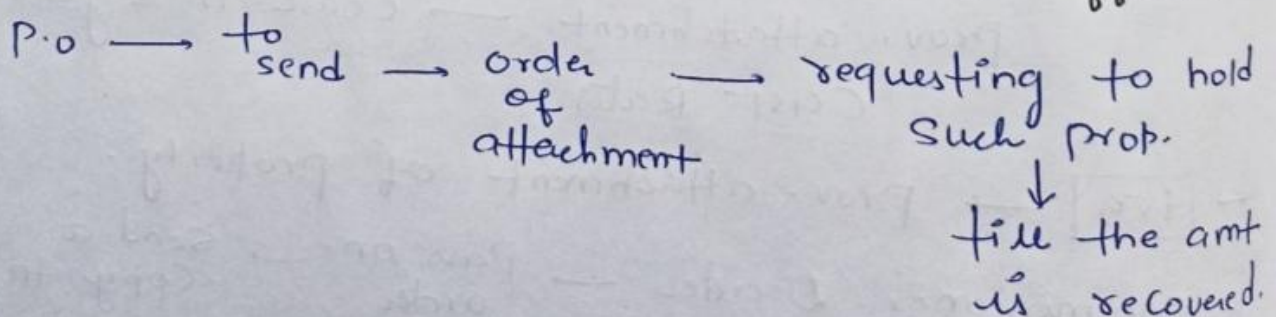 P.O → to send → order of attachment → requesting to hold such prop.
↓
till the amt is recovered.